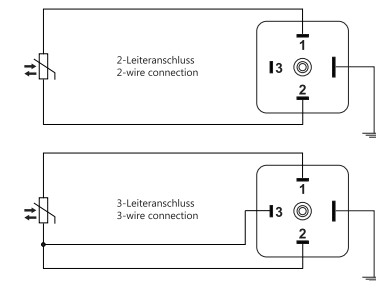 1
2-Leiteranschluss
2-wire connection
3
2
1
3-Leiteranschluss
3-wire connection
3
2